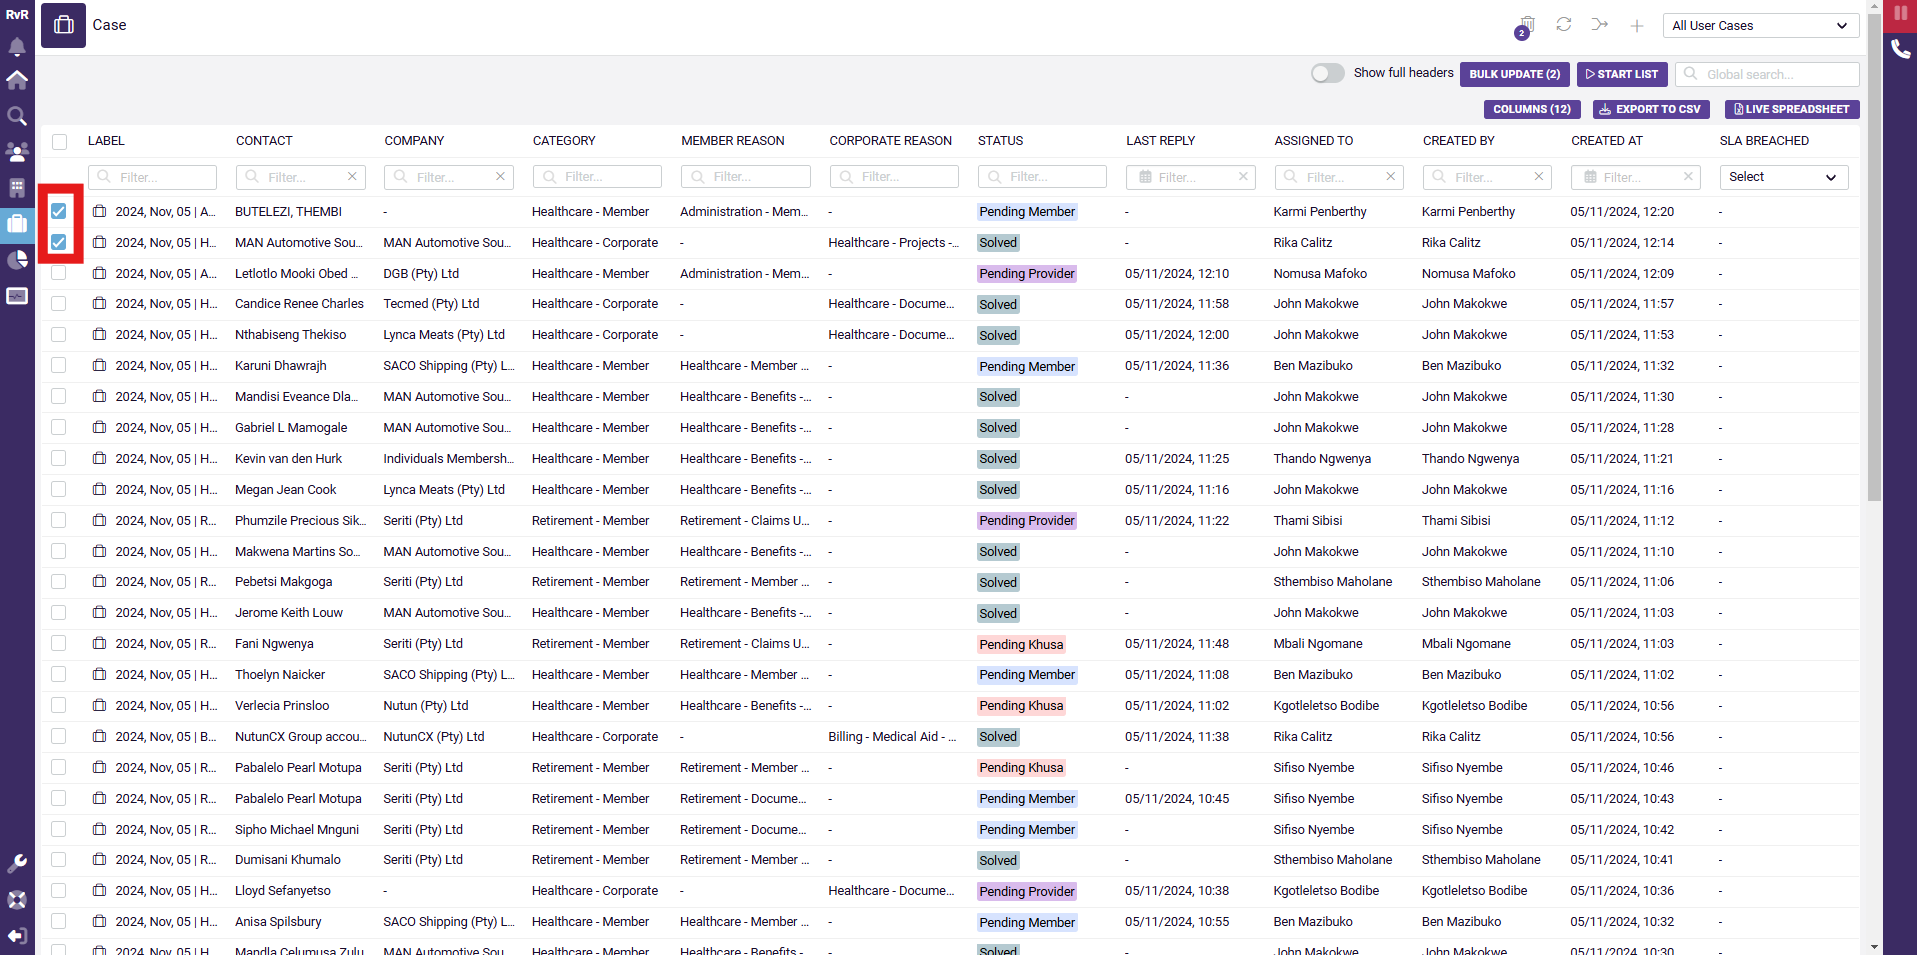 RvR
Case
2
All User Cases
Show full headers
BULK UPDATE (2)
START LIST
Global search...
COLUMNS (12)
EXPORT TO CSV
LIVE SPREADSHEET
LABEL CONTACT COMPANY CATEGORY MEMBER REASON CORPORATE REASON STATUS LAST REPLY ASSIGNED TO CREATED BY CREATED AT SLA BREACHED
Filter... Filter... Filter... Filter... Filter... Filter... Filter... Filter... Filter... Filter... Filter... Select
2024, Nov, 05 | A... BUTELEZI, THEMBI - Healthcare - Member Administration - Mem... - Pending Member - Karmi Penberthy Karmi Penberthy 05/11/2024, 12:20 -
2024, Nov, 05 | H... MAN Automotive Sou... MAN Automotive Sou... Healthcare - Corporate - Healthcare - Projects -... Solved - Rika Calitz Rika Calitz 05/11/2024, 12:14 -
2024, Nov, 05 | A... Letlotlo Mooki Obed ... DGB (Pty) Ltd Healthcare - Member Administration - Mem... - Pending Provider 05/11/2024, 12:10 Nomusa Mafoko Nomusa Mafoko 05/11/2024, 12:09 -
2024, Nov, 05 | H... Candice Renee Charles Tecmed (Pty) Ltd Healthcare - Corporate - Healthcare - Docume... Solved 05/11/2024, 11:58 John Makokwe John Makokwe 05/11/2024, 11:57 -
2024, Nov, 05 | H... Nthabiseng Thekiso Lynca Meats (Pty) Ltd Healthcare - Corporate - Healthcare - Docume... Solved 05/11/2024, 12:00 John Makokwe John Makokwe 05/11/2024, 11:53 -
2024, Nov, 05 | H... Karuni Dhawrajh SACO Shipping (Pty) L... Healthcare - Member Healthcare - Member ... - Pending Member 05/11/2024, 11:36 Ben Mazibuko Ben Mazibuko 05/11/2024, 11:32 -
2024, Nov, 05 | H... Mandisi Eveance Dla... MAN Automotive Sou... Healthcare - Member Healthcare - Benefits -... - Solved - John Makokwe John Makokwe 05/11/2024, 11:30 -
2024, Nov, 05 | H... Gabriel L Mamogale MAN Automotive Sou... Healthcare - Member Healthcare - Benefits -... - Solved - John Makokwe John Makokwe 05/11/2024, 11:28 -
2024, Nov, 05 | H... Kevin van den Hurk Individuals Membersh... Healthcare - Member Healthcare - Benefits -... - Solved 05/11/2024, 11:25 Thando Ngwenya Thando Ngwenya 05/11/2024, 11:21 -
2024, Nov, 05 | H... Megan Jean Cook Lynca Meats (Pty) Ltd Healthcare - Member Healthcare - Benefits -... - Solved 05/11/2024, 11:16 John Makokwe John Makokwe 05/11/2024, 11:16 -
2024, Nov, 05 | R... Phumzile Precious Sik... Seriti (Pty) Ltd Retirement - Member Retirement - Claims U... - Pending Provider 05/11/2024, 11:22 Thami Sibisi Thami Sibisi 05/11/2024, 11:12 -
2024, Nov, 05 | H... Makwena Martins So... MAN Automotive Sou... Healthcare - Member Healthcare - Benefits -... - Solved - John Makokwe John Makokwe 05/11/2024, 11:10 -
2024, Nov, 05 | R... Pebetsi Makgoga Seriti (Pty) Ltd Retirement - Member Retirement - Member ... - Solved - Sthembiso Maholane Sthembiso Maholane 05/11/2024, 11:06 -
2024, Nov, 05 | H... Jerome Keith Louw MAN Automotive Sou... Healthcare - Member Healthcare - Benefits -... - Solved - John Makokwe John Makokwe 05/11/2024, 11:03 -
2024, Nov, 05 | R... Fani Ngwenya Seriti (Pty) Ltd Retirement - Member Retirement - Claims U... - Pending Khusa 05/11/2024, 11:48 Mbali Ngomane Mbali Ngomane 05/11/2024, 11:03 -
2024, Nov, 05 | H... Thoelyn Naicker SACO Shipping (Pty) L... Healthcare - Member Healthcare - Member ... - Pending Member 05/11/2024, 11:08 Ben Mazibuko Ben Mazibuko 05/11/2024, 11:02 -
2024, Nov, 05 | H... Verlecia Prinsloo Nutun (Pty) Ltd Healthcare - Member Healthcare - Benefits -... - Pending Khusa 05/11/2024, 11:02 Kgotleletso Bodibe Kgotleletso Bodibe 05/11/2024, 10:56 -
2024, Nov, 05 | B... NutunCX Group accou... NutunCX (Pty) Ltd Healthcare - Corporate - Billing - Medical Aid - ... Solved 05/11/2024, 11:38 Rika Calitz Rika Calitz 05/11/2024, 10:56 -
2024, Nov, 05 | R... Pabalelo Pearl Motupa Seriti (Pty) Ltd Retirement - Member Retirement - Member ... - Pending Khusa - Sifiso Nyembe Sifiso Nyembe 05/11/2024, 10:46 -
2024, Nov, 05 | R... Pabalelo Pearl Motupa Seriti (Pty) Ltd Retirement - Member Retirement - Docume... - Pending Member 05/11/2024, 10:45 Sifiso Nyembe Sifiso Nyembe 05/11/2024, 10:43 -
2024, Nov, 05 | R... Sipho Michael Mnguni Seriti (Pty) Ltd Retirement - Member Retirement - Docume... - Pending Member - Sifiso Nyembe Sifiso Nyembe 05/11/2024, 10:42 -
2024, Nov, 05 | R... Dumisani Khumalo Seriti (Pty) Ltd Retirement - Member Retirement - Member ... - Solved - Sthembiso Maholane Sthembiso Maholane 05/11/2024, 10:41 -
2024, Nov, 05 | H... Lloyd Sefanyetso - Healthcare - Corporate - Healthcare - Docume... Pending Provider 05/11/2024, 10:38 Kgotleletso Bodibe Kgotleletso Bodibe 05/11/2024, 10:36 -
2024, Nov, 05 | H... Anisa Spilsbury SACO Shipping (Pty) L... Healthcare - Member Healthcare - Member ... - Pending Member 05/11/2024, 10:55 Ben Mazibuko Ben Mazibuko 05/11/2024, 10:32 -
2024, Nov, 05 | H... Mandla Celumusa Zulu MAN Automotive Sou... Healthcare - Member Healthcare - Benefits -... - Solved - John Makokwe John Makokwe 05/11/2024, 10:30 -